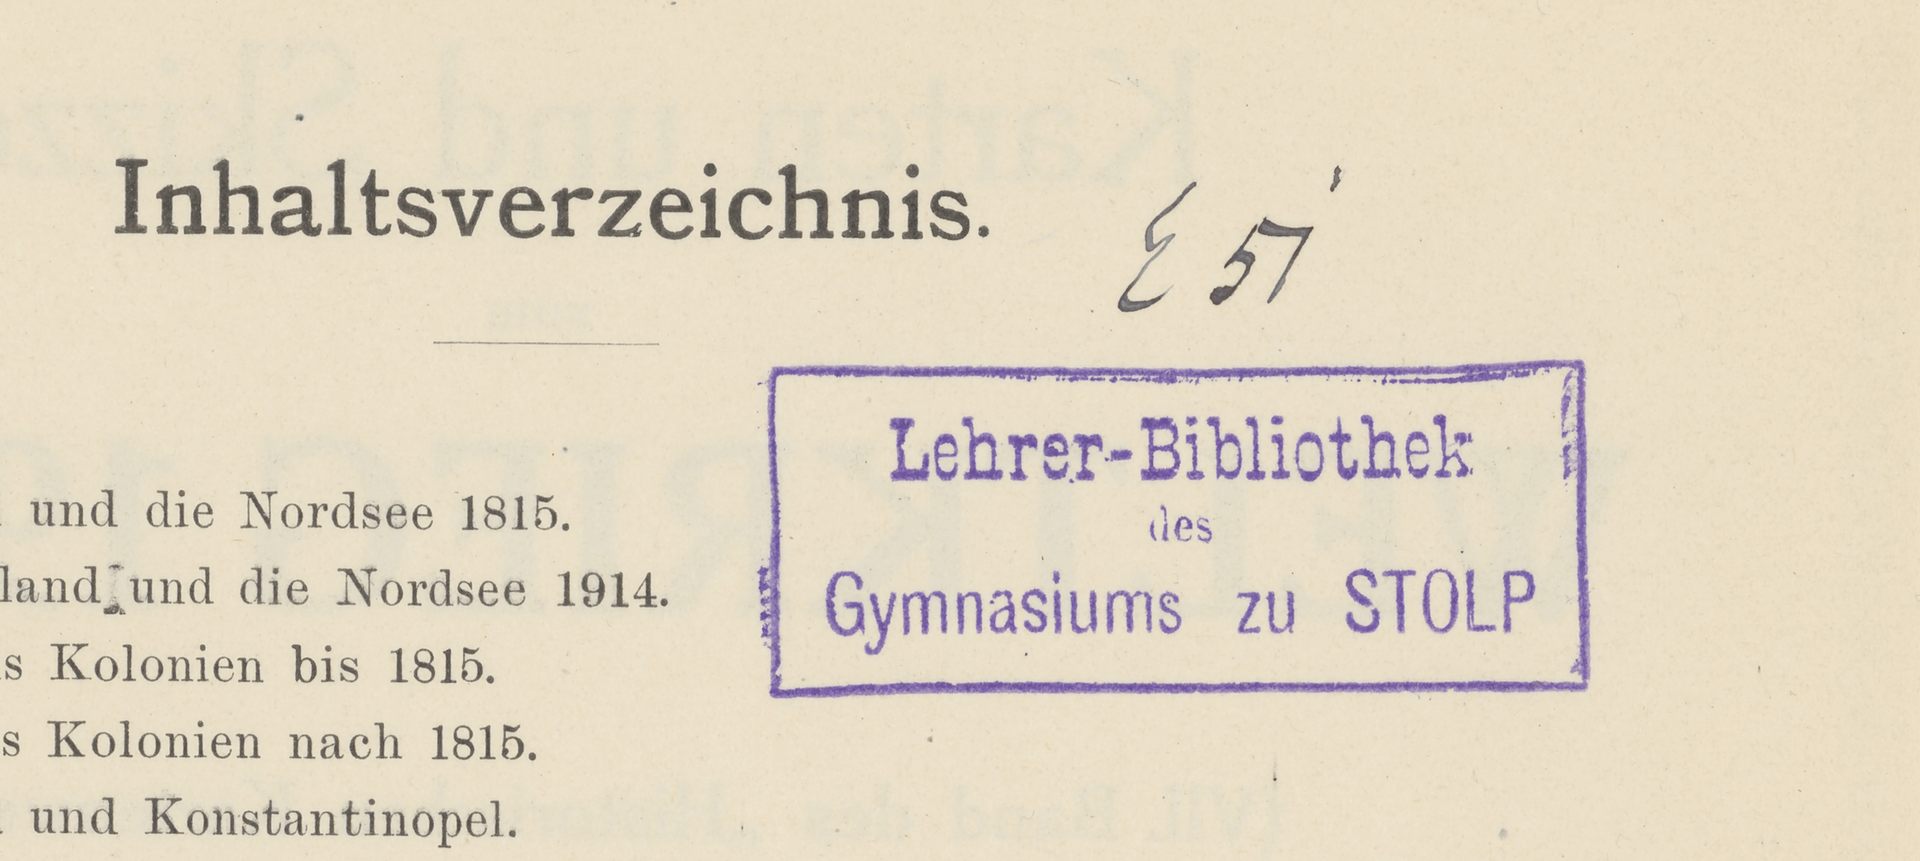 Inhaltsverzeichnis.
E 51
Lehrer-Bibliothek
des
Gymnasiums zu STOLP
und die Nordsee 1815.
land und die Nordsee 1914.
s Kolonien bis 1815.
s Kolonien nach 1815.
und Konstantinopel.